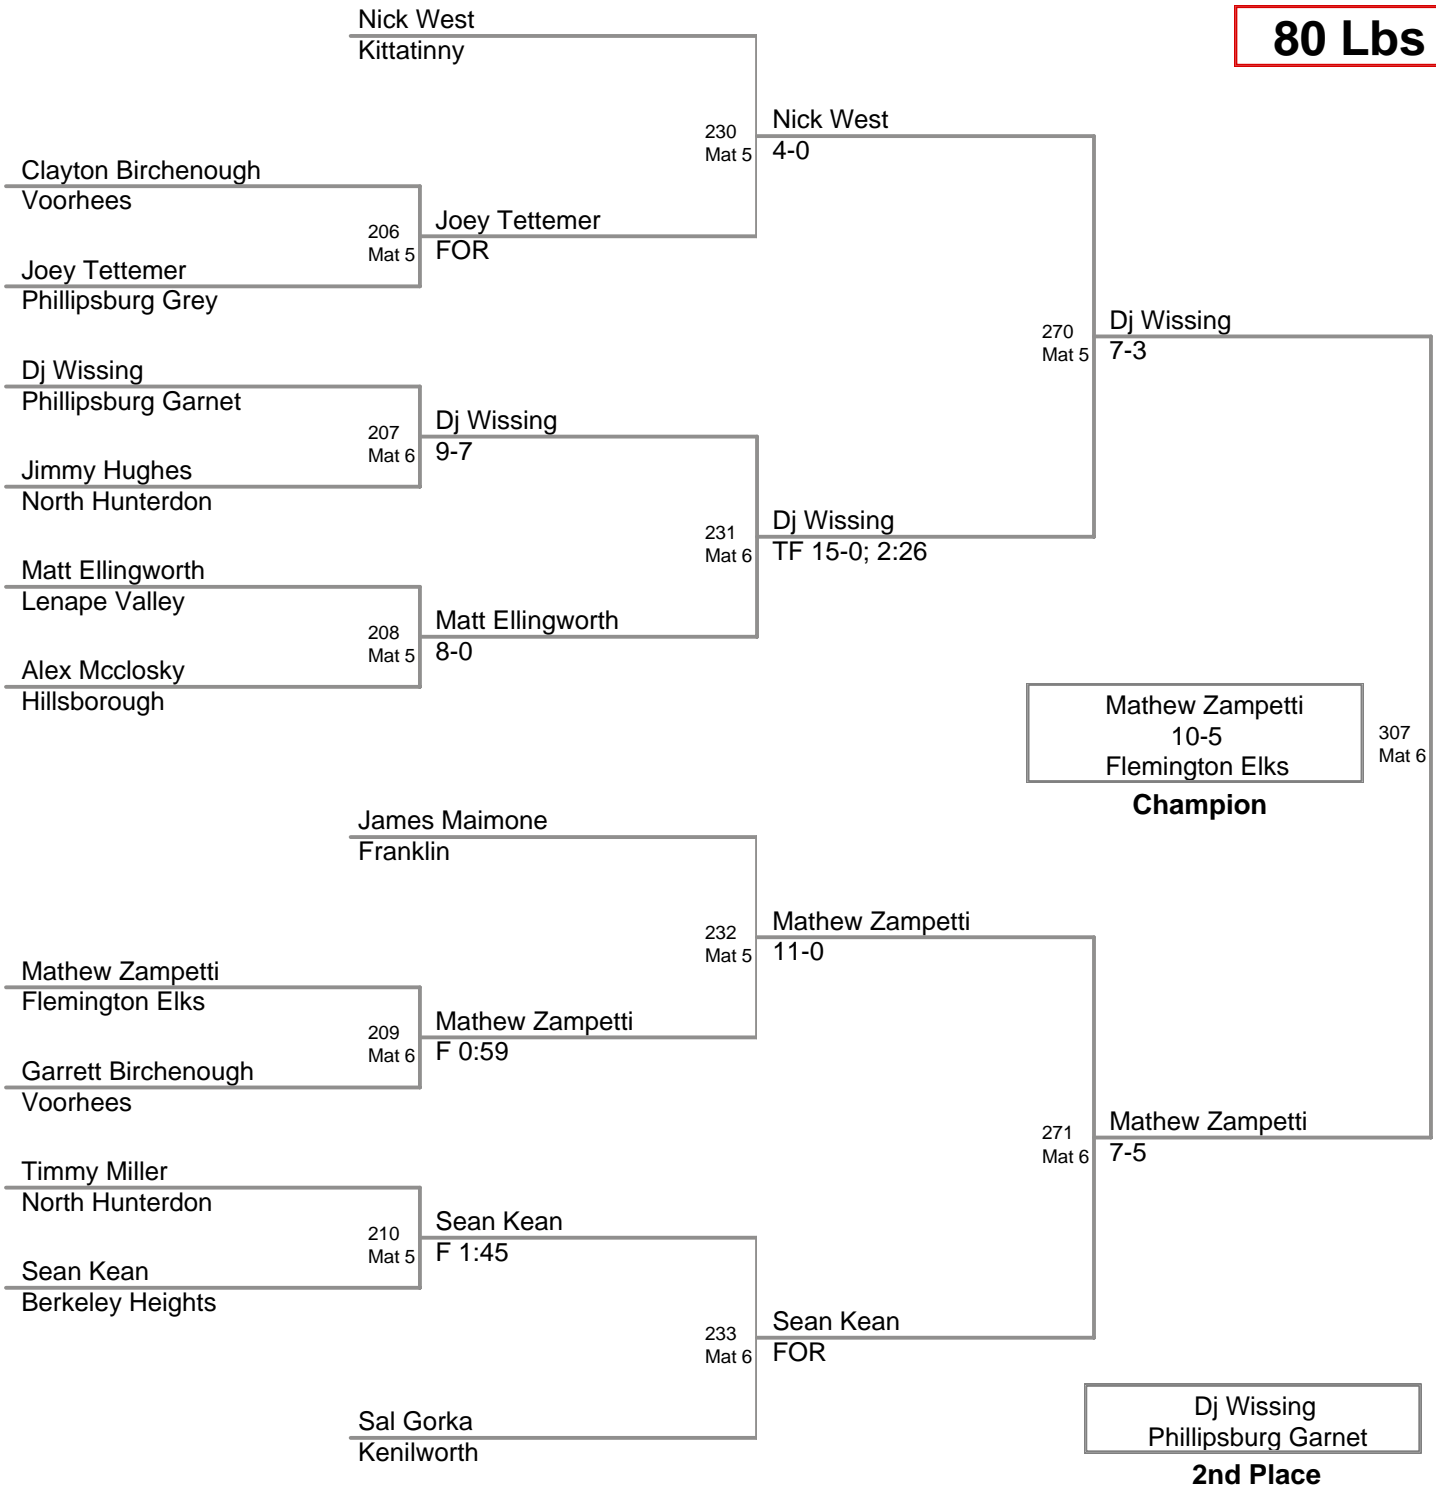 Nick West
Kittatinny
80 Lbs
230
Mat 5
Nick West
4-0
Clayton Birchenough
Voorhees
206
Mat 5
Joey Tettemer
FOR
Joey Tettemer
Phillipsburg Grey
270
Mat 5
Dj Wissing
7-3
Dj Wissing
Phillipsburg Garnet
207
Mat 6
Dj Wissing
9-7
Jimmy Hughes
North Hunterdon
231
Mat 6
Dj Wissing
TF 15-0; 2:26
Matt Ellingworth
Lenape Valley
208
Mat 5
Matt Ellingworth
8-0
Alex Mcclosky
Hillsborough
Mathew Zampetti
10-5
Flemington Elks
Champion
307
Mat 6
James Maimone
Franklin
232
Mat 5
Mathew Zampetti
11-0
Mathew Zampetti
Flemington Elks
209
Mat 6
Mathew Zampetti
F 0:59
Garrett Birchenough
Voorhees
271
Mat 6
Mathew Zampetti
7-5
Timmy Miller
North Hunterdon
210
Mat 5
Sean Kean
F 1:45
Sean Kean
Berkeley Heights
233
Mat 6
Sean Kean
FOR
Sal Gorka
Kenilworth
Dj Wissing
Phillipsburg Garnet
2nd Place